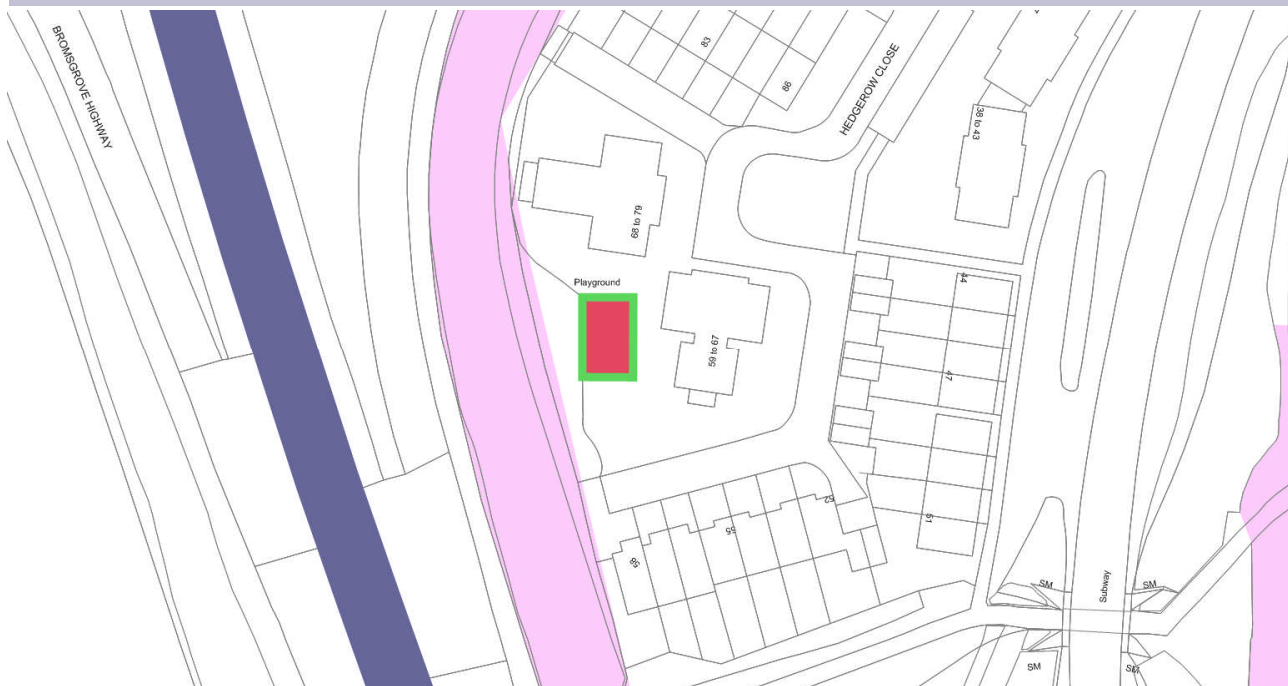 BROMSGROVE HIGHWAY
83
86
HEDGEROW CLOSE
38 to 43
68 to 79
Playground
44
59 to 67
47
52
55
51
58
SM
Subway
SM
SM
SM